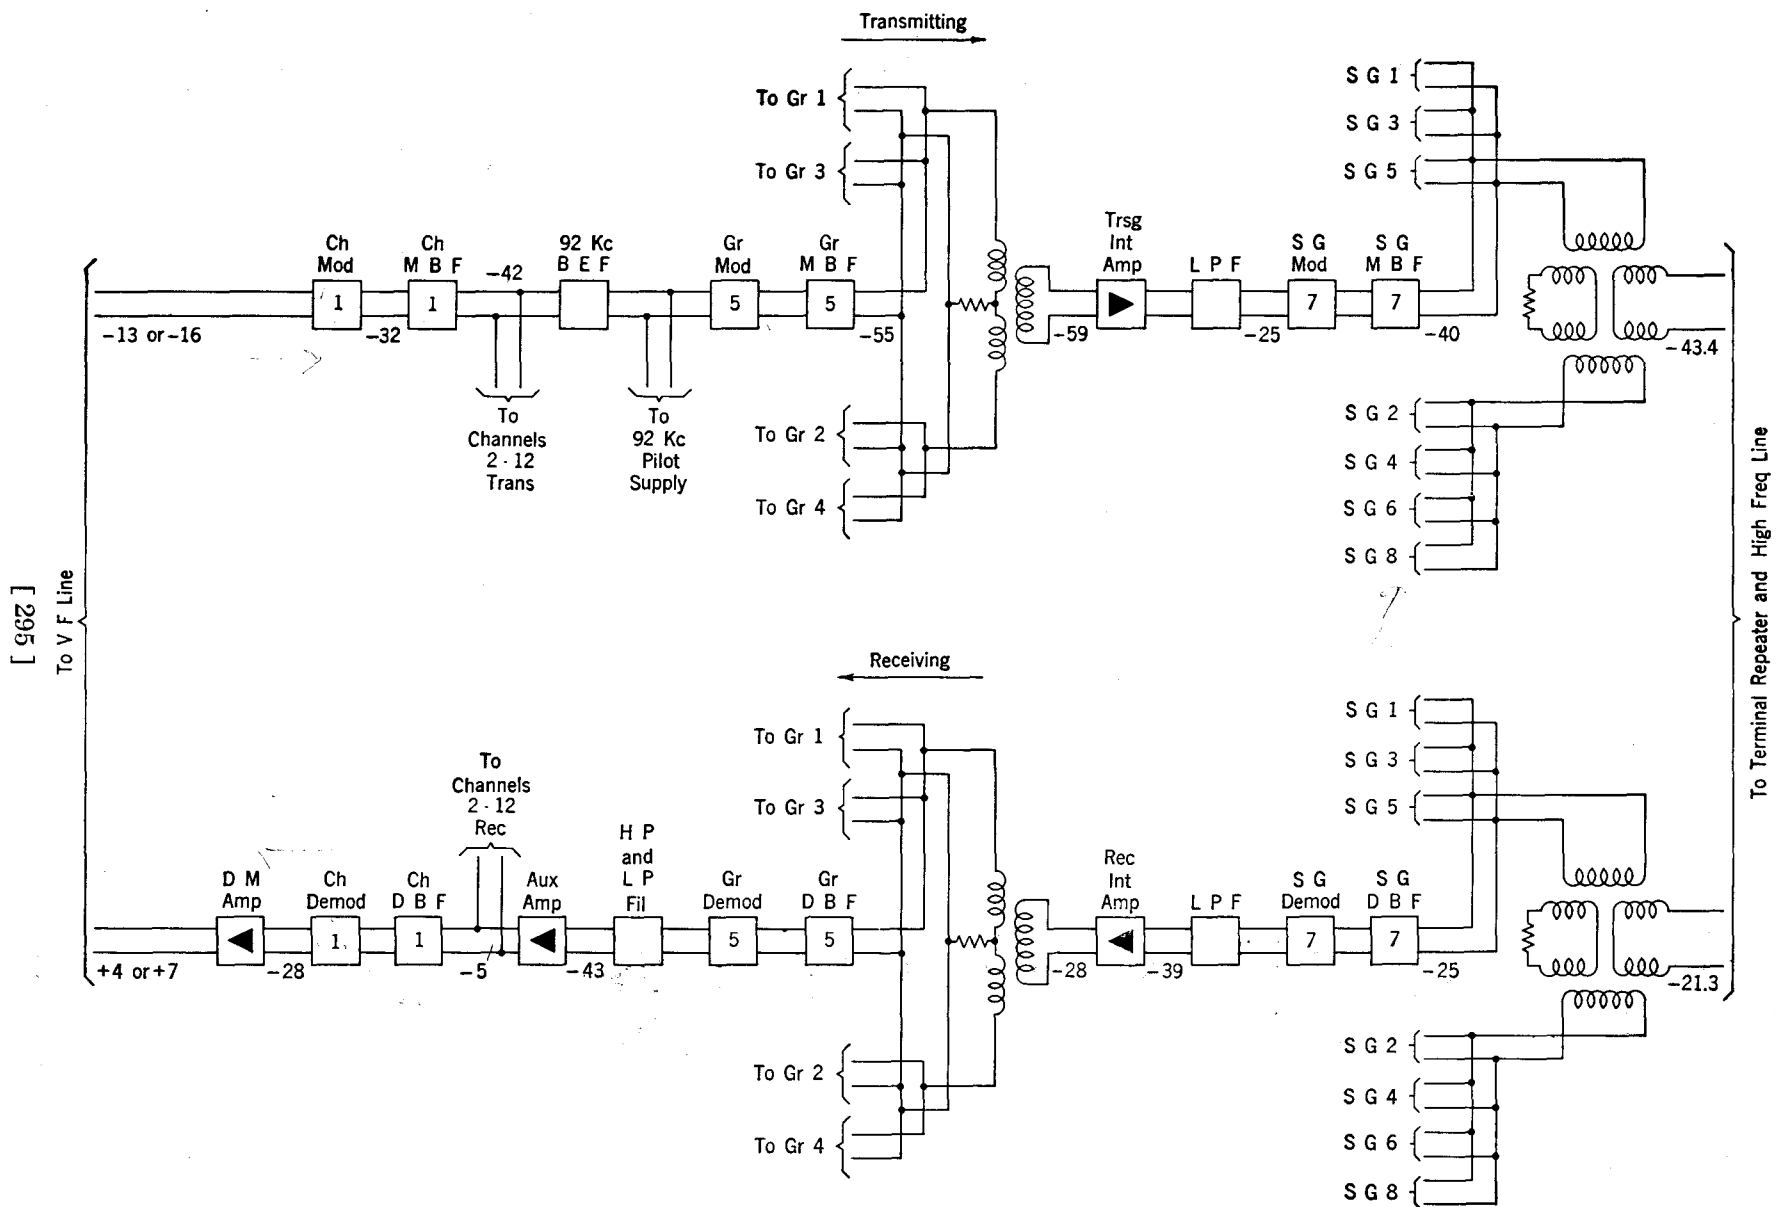 Transmitting
To Gr 1
To Gr 3
S G 1
S G 3
S G 5
Ch
Mod
1
Ch
M B F
1
-42
92 Kc
B E F
Gr
Mod
5
Gr
M B F
5
Trsg
Int
Amp
L P F
S G
Mod
7
S G
M B F
7
-13 or -16
-32
-55
-59
-25
-40
-43.4
To
Channels
2 - 12
Trans
To
92 Kc
Pilot
Supply
To Gr 2
To Gr 4
S G 2
S G 4
S G 6
S G 8
[ 295 ]
To V F Line
To Terminal Repeater and High Freq Line
Receiving
To Gr 1
To Gr 3
S G 1
S G 3
S G 5
To
Channels
2 - 12
Rec
D M
Amp
Ch
Demod
1
Ch
D B F
1
Aux
Amp
H P
and
L P
Fil
Gr
Demod
5
Gr
D B F
5
Rec
Int
Amp
L P F
S G
Demod
7
S G
D B F
7
+4 or +7
-28
-5
-43
-28
-39
-25
-21.3
To Gr 2
To Gr 4
S G 2
S G 4
S G 6
S G 8